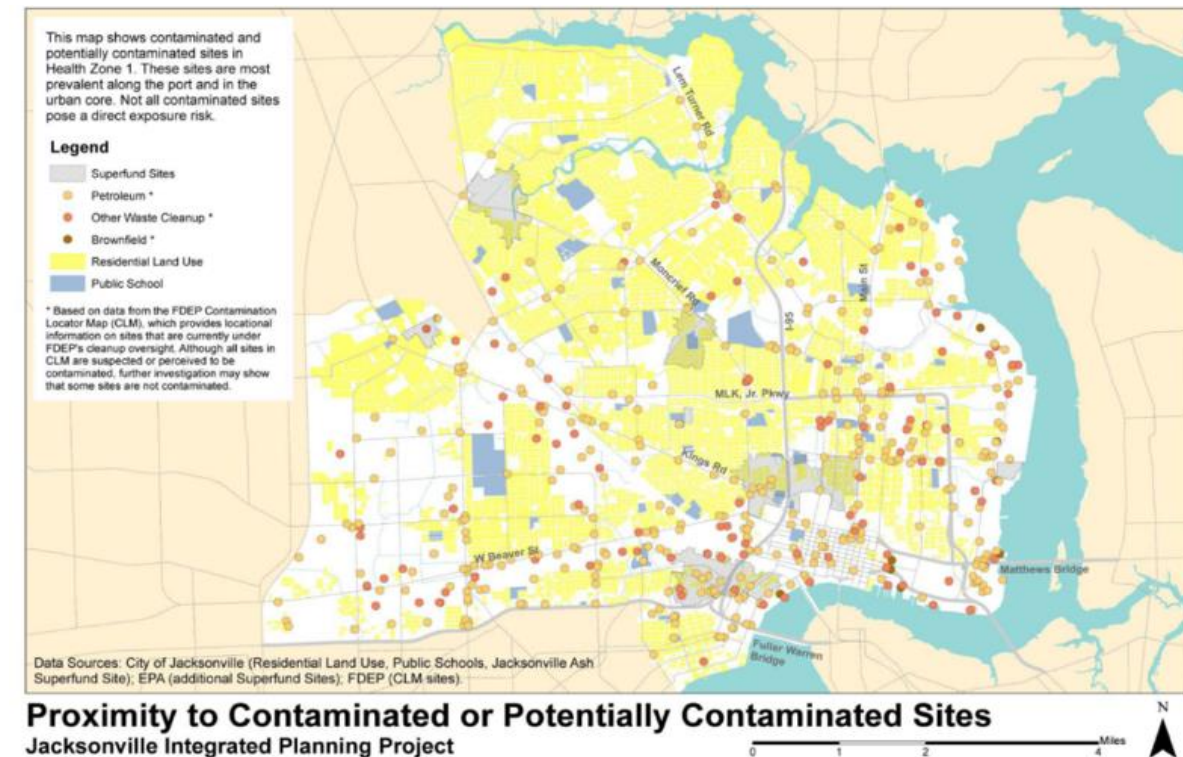 This map shows contaminated and
potentially contaminated sites in
Health Zone 1. These sites are most
prevalent along the port and in the
urban core. Not all contaminated sites
pose a direct exposure risk.
Legend
Superfund Sites
Petroleum *
Other Waste Cleanup *
Brownfield *
Residential Land Use
Public School
* Based on data from the FDEP Contamination
Locator Map (CLM), which provides locational
information on sites that are currently under
FDEP's cleanup oversight. Although all sites in
CLM are suspected or perceived to be
contaminated, further investigation may show
that some sites are not contaminated.
Lem Turner Rd
Moncrief Rd
I-95
Main St
MLK, Jr. Pkwy
Kings Rd
W Beaver St
Matthews Bridge
Fuller Warren
Bridge
Data Sources: City of Jacksonville (Residential Land Use, Public Schools, Jacksonville Ash
Superfund Site); EPA (additional Superfund Sites); FDEP (CLM sites).
Proximity to Contaminated or Potentially Contaminated Sites
Jacksonville Integrated Planning Project
0 1 2 4 Miles
N